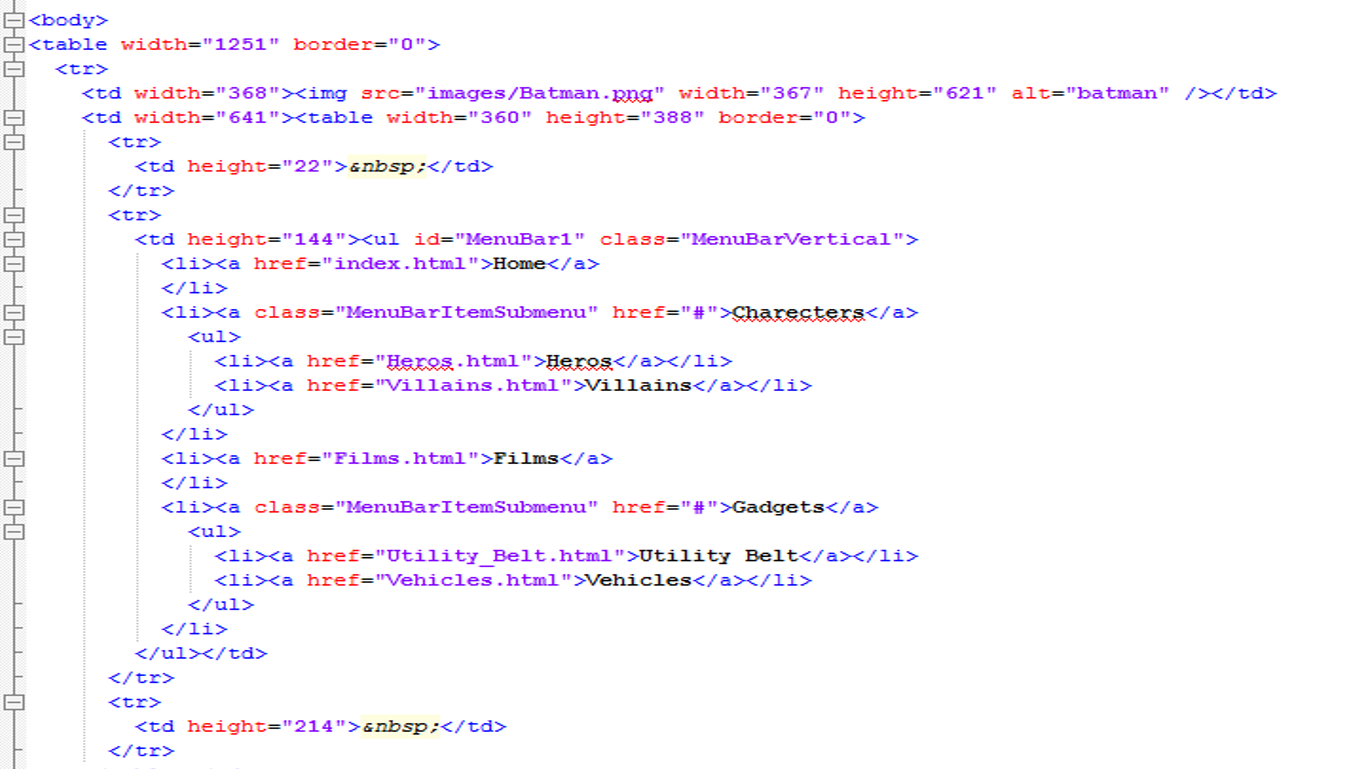 <body>
<table width="1251" border="0">
<tr>
<td width="368"><img src="images/Batman.png" width="367" height="621" alt="batman" /></td>
<td width="641"><table width="360" height="388" border="0">
<tr>
<td height="22">&nbsp;</td>
</tr>
<tr>
<td height="144"><ul id="MenuBar1" class="MenuBarVertical">
<li><a href="index.html">Home</a>
</li>
<li><a class="MenuBarItemSubmenu" href="#">Charecters</a>
<ul>
<li><a href="Heros.html">Heros</a></li>
<li><a href="Villains.html">Villains</a></li>
</ul>
</li>
<li><a href="Films.html">Films</a>
</li>
<li><a class="MenuBarItemSubmenu" href="#">Gadgets</a>
<ul>
<li><a href="Utility_Belt.html">Utility Belt</a></li>
<li><a href="Vehicles.html">Vehicles</a></li>
</ul>
</li>
</ul></td>
</tr>
<tr>
<td height="214">&nbsp;</td>
</tr>